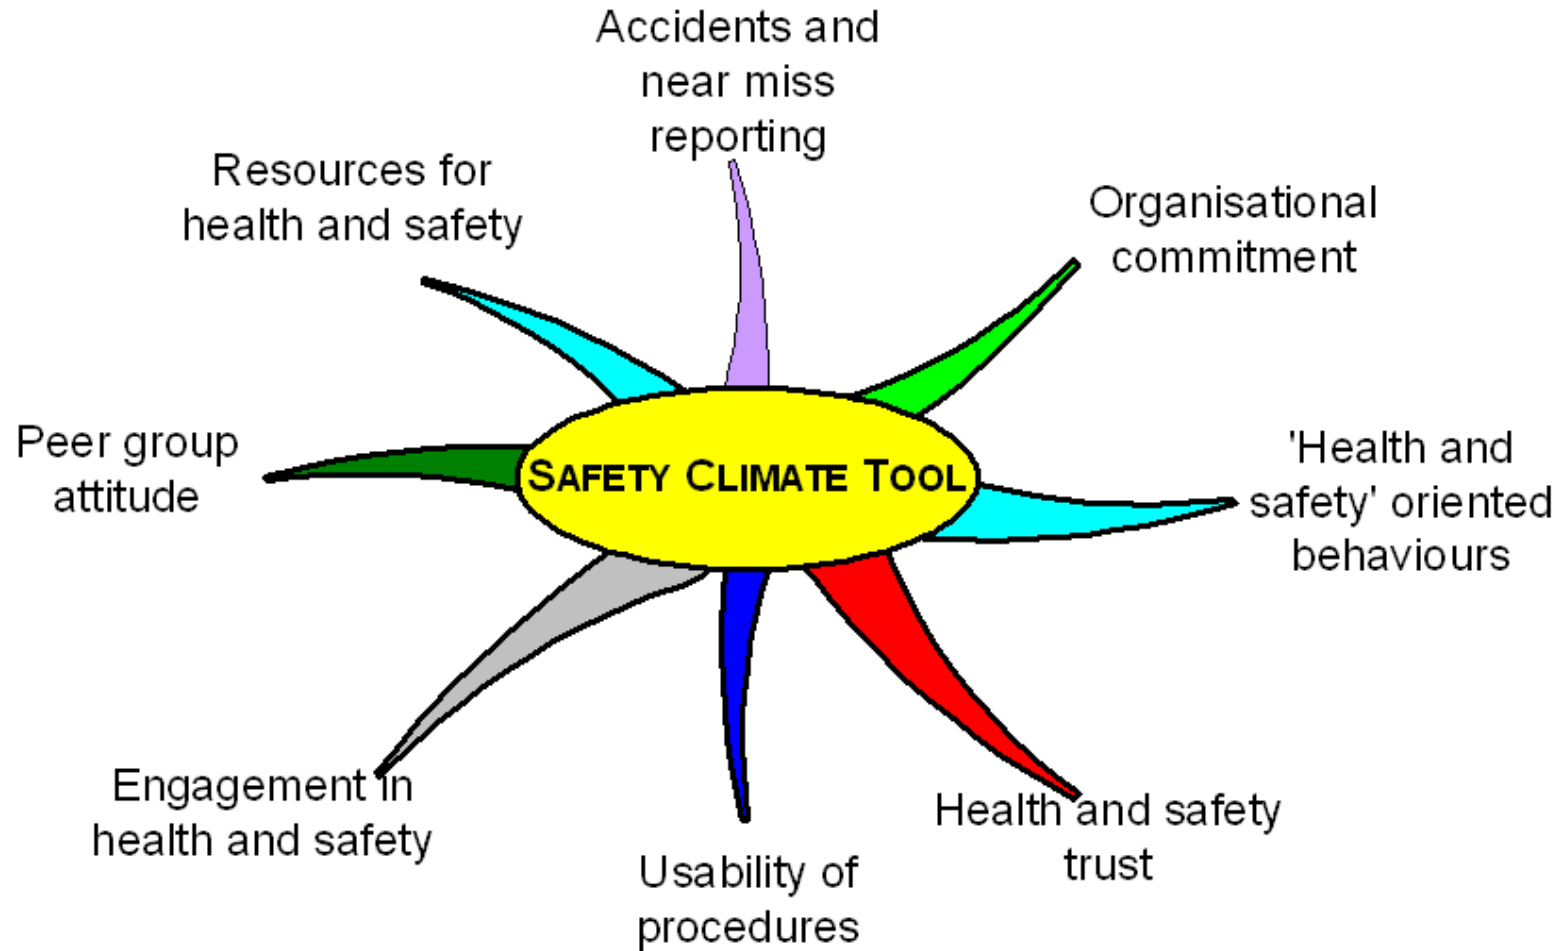 Accidents and
near miss
reporting
Organisational
commitment
'Health and
safety' oriented
behaviours
Health and safety
trust
Usability of
procedures
Engagement in
health and safety
Peer group
attitude
Resources for
health and safety
SAFETY CLIMATE TOOL